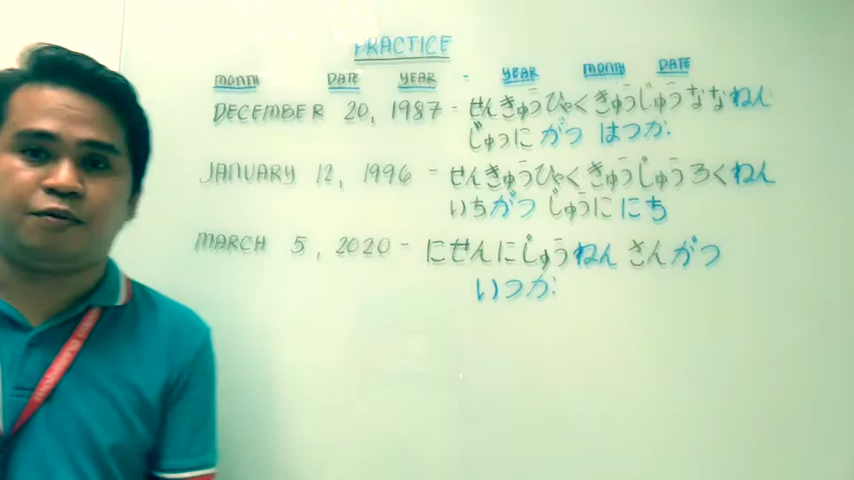 PRACTICE
MONTH DATE YEAR - YEAR MONTH DATE
DECEMBER 20, 1987 - せんきゅうひゃくきゅうじゅうななねん
じゅうにがつ はつか.
JANUARY 12, 1996 - せんきゅうひゃくきゅうじゅうろくねん
いちがつ じゅうににち
MARCH 5, 2020 - にせんにじゅうねん さんがつ
いつか.